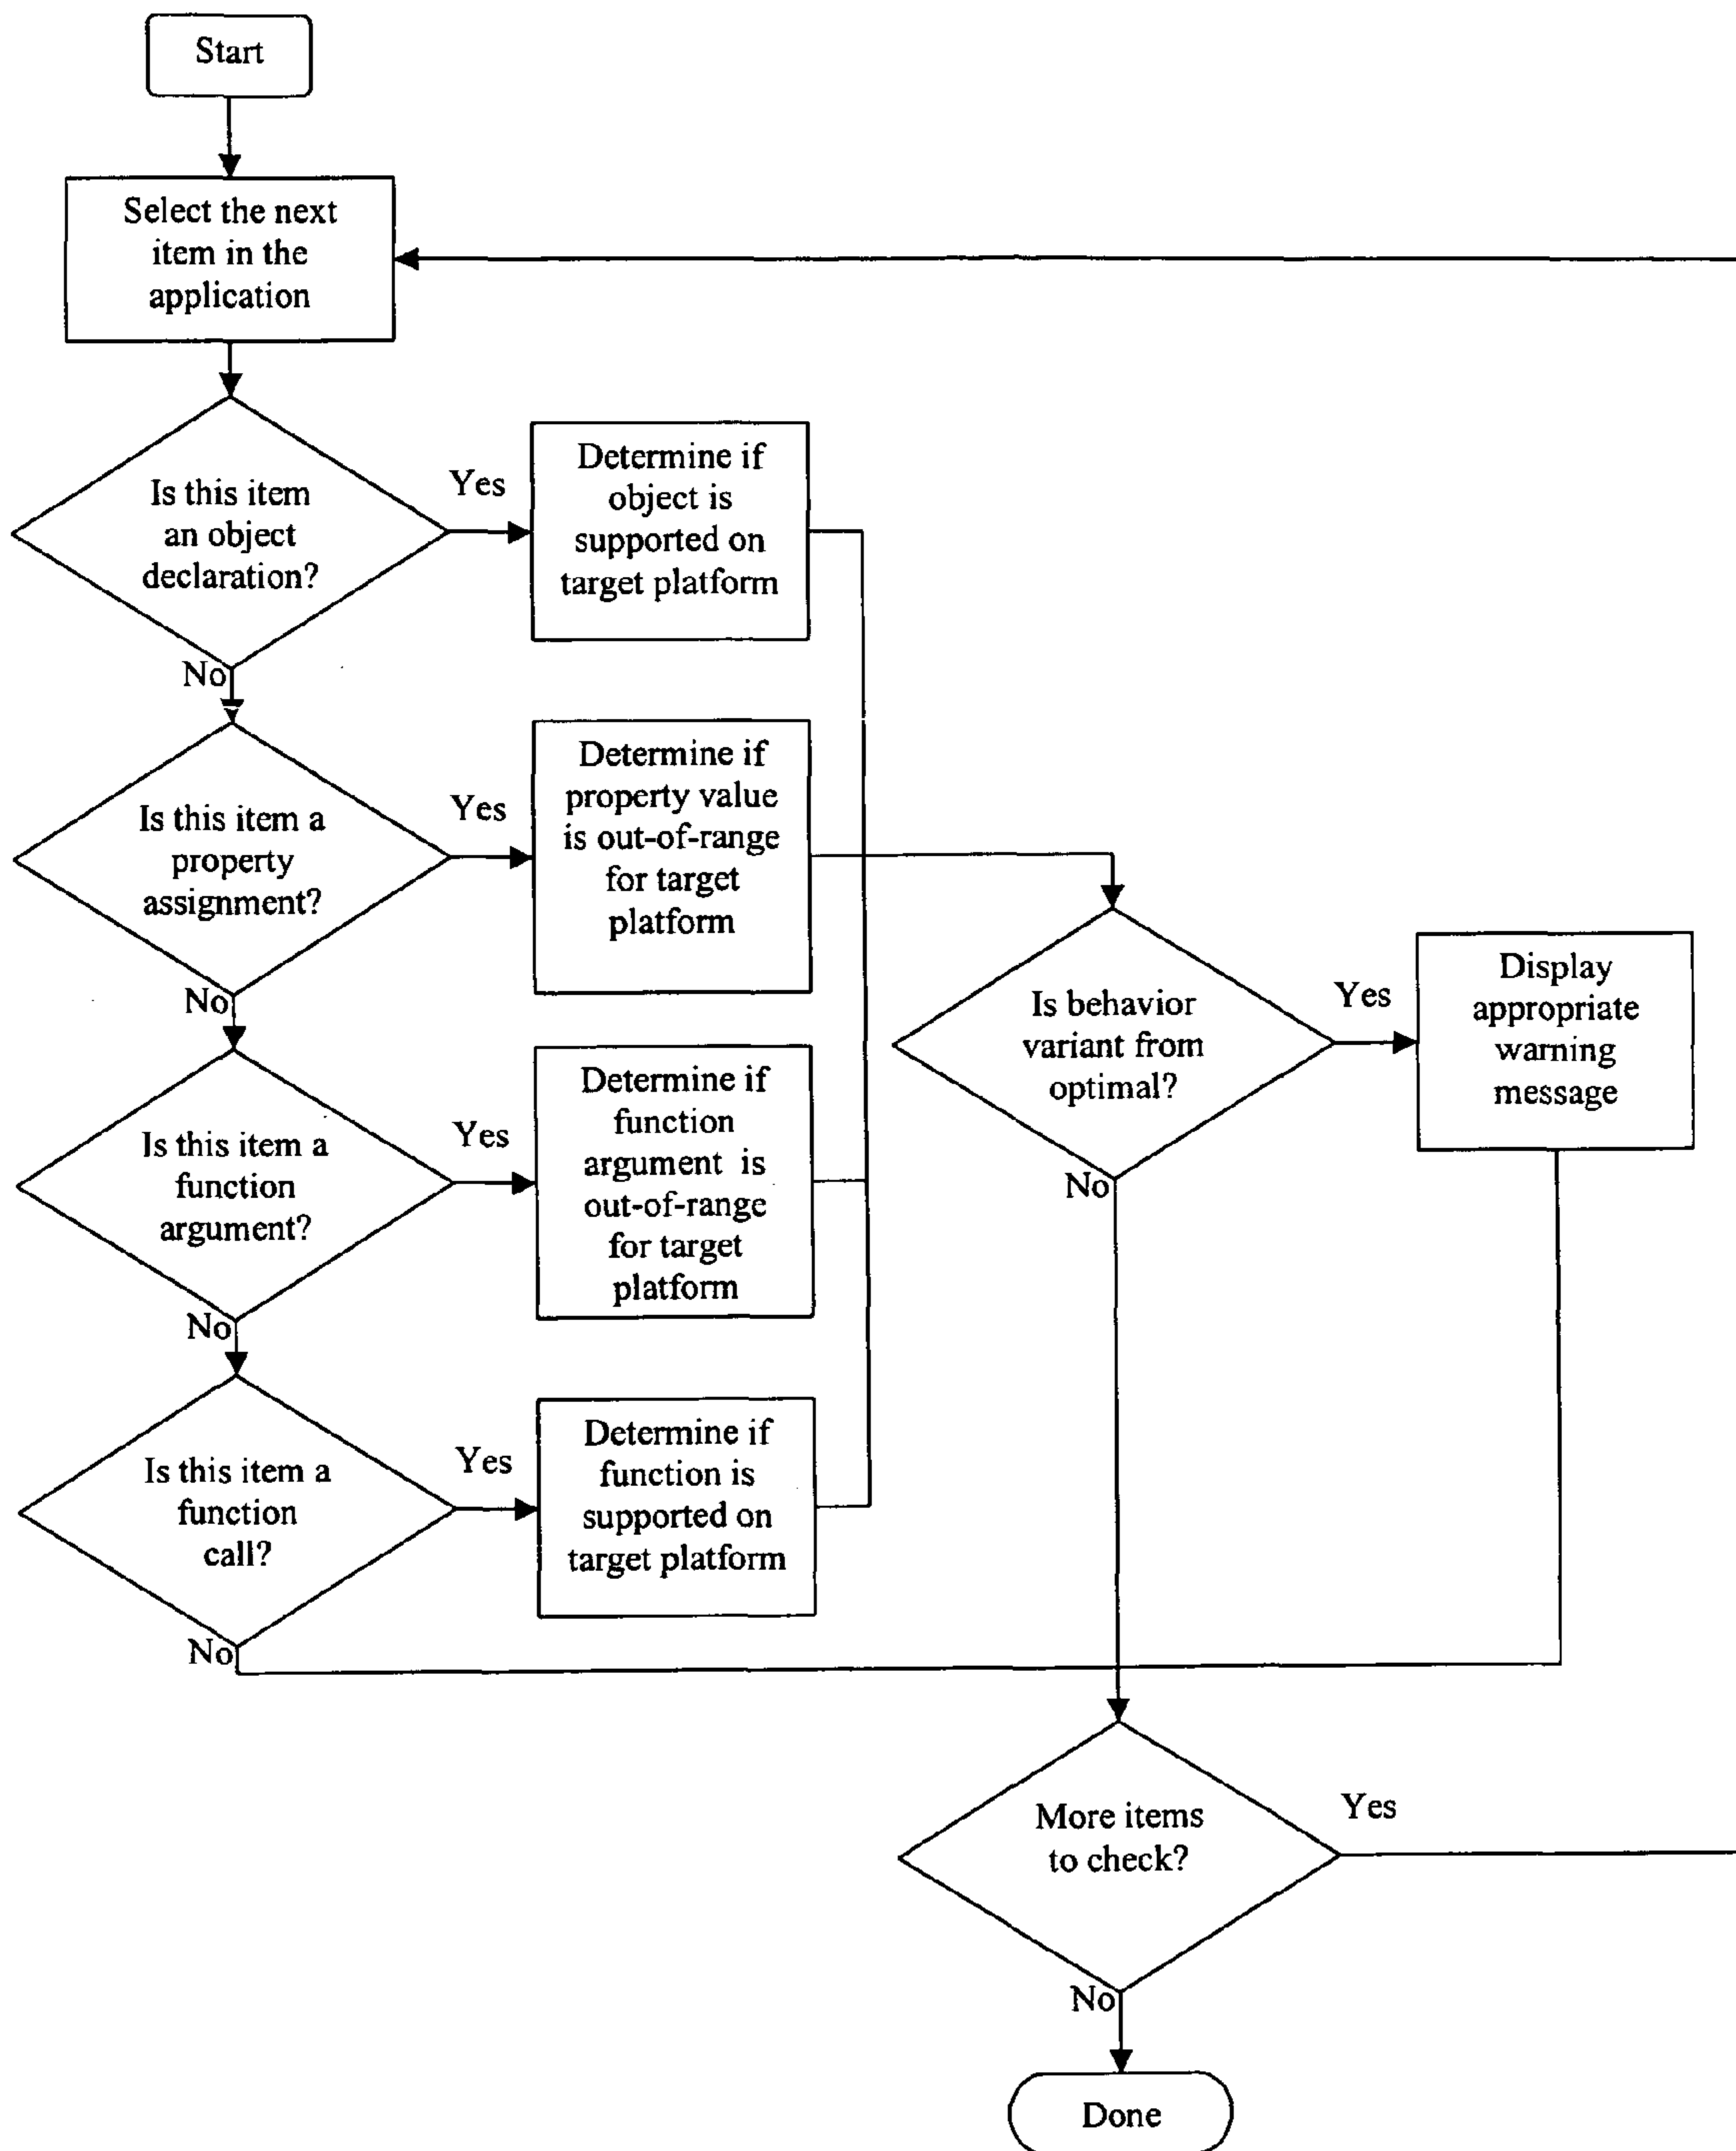 Start
Select the next
item in the
application
Is this item
an object
declaration?
Yes
No
Determine if
object is
supported on
target platform
Is this item a
property
assignment?
Yes
No
Determine if
property value
is out-of-range
for target
platform
Is this item a
function
argument?
Yes
No
Determine if
function
argument is
out-of-range
for target
platform
Is this item a
function
call?
Yes
No
Determine if
function is
supported on
target platform
Is behavior
variant from
optimal?
Yes
No
Display
appropriate
warning
message
More items
to check?
Yes
No
Done